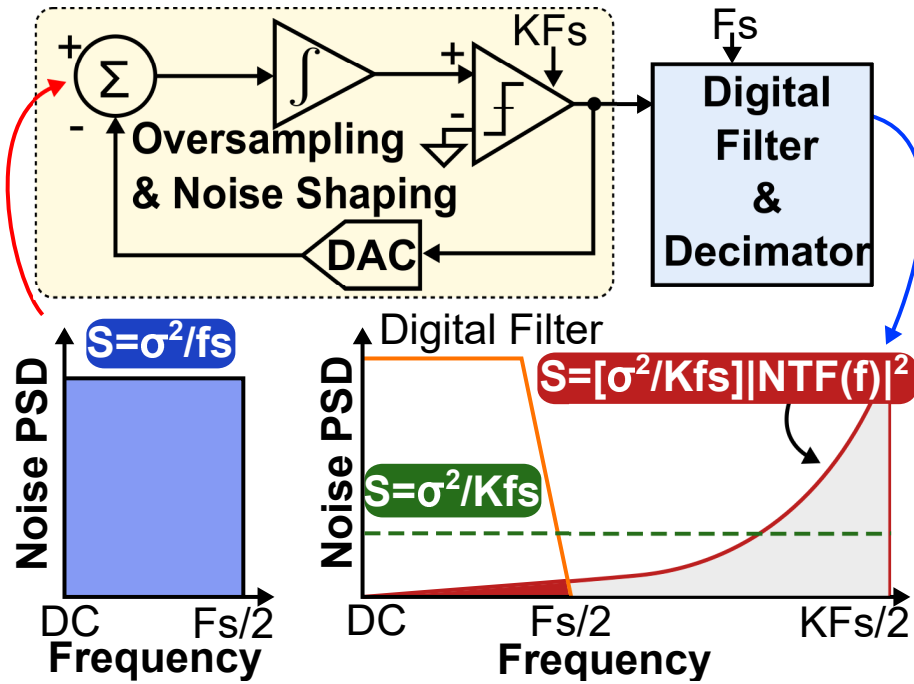 KFs
Fs
+
Σ
-
∫
+
-
Oversampling
& Noise Shaping
DAC
Digital
Filter
&
Decimator
S=σ²/fs
Noise PSD
DC
Fs/2
Frequency
Digital Filter
S=[σ²/Kfs]|NTF(f)|²
S=σ²/Kfs
Noise PSD
DC
Fs/2
KFs/2
Frequency